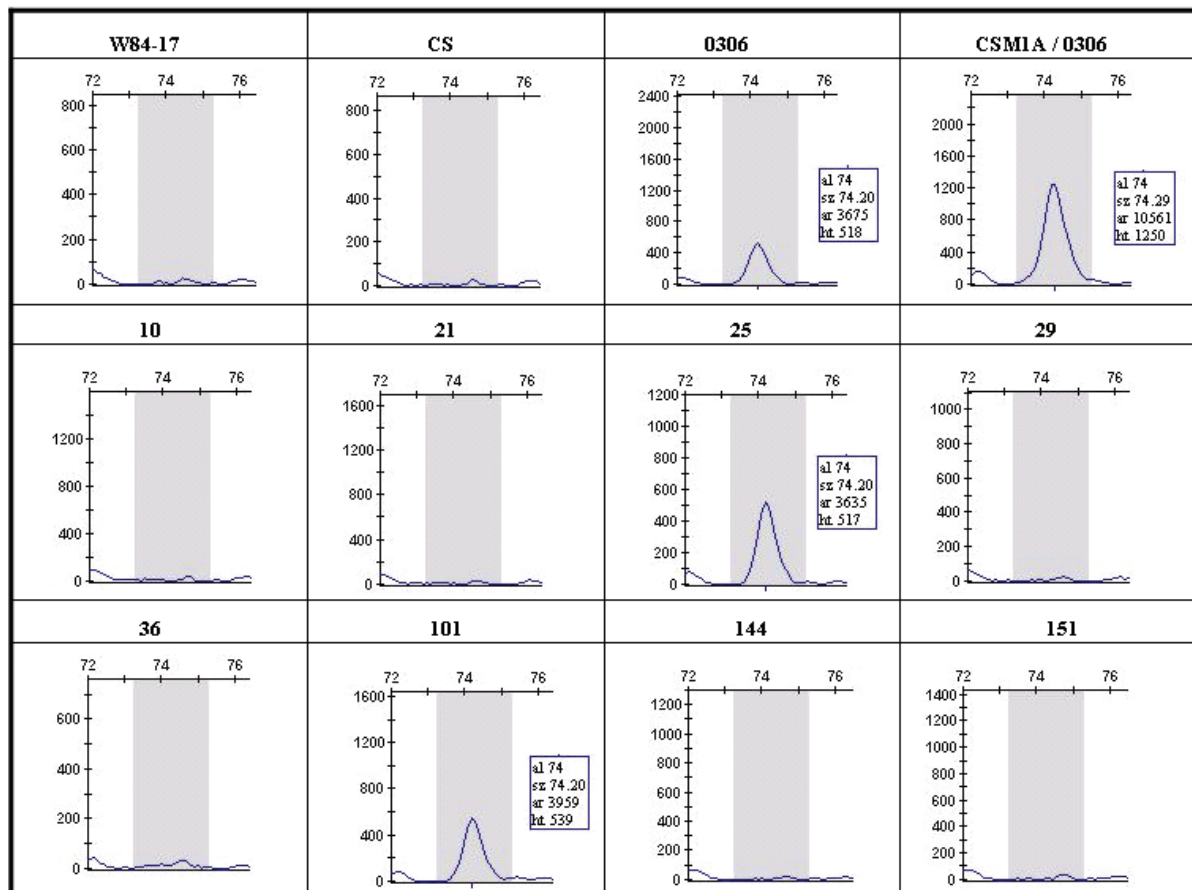 W84-17 CS 0306 CSM1A / 0306
72 74 76 72 74 76 72 74 76 72 74 76
800 600 400 200 0
800 600 400 200 0
2400 2000 1600 1200 800 400 0
al 74
sz 74.20
ar 3675
ht 518
2000 1600 1200 800 400 0
al 74
sz 74.29
ar 10561
ht 1250
10 21 25 29
72 74 76 72 74 76 72 74 76 72 74 76
1200 800 400 0
1600 1200 800 400 0
1200 1000 800 600 400 200 0
al 74
sz 74.20
ar 3635
ht 517
1000 800 600 400 200 0
36 101 144 151
72 74 76 72 74 76 72 74 76 72 74 76
600 400 200 0
1600 1200 800 400 0
al 74
sz 74.20
ar 3959
ht 539
1200 1000 800 600 400 200 0
1400 1200 1000 800 600 400 200 0